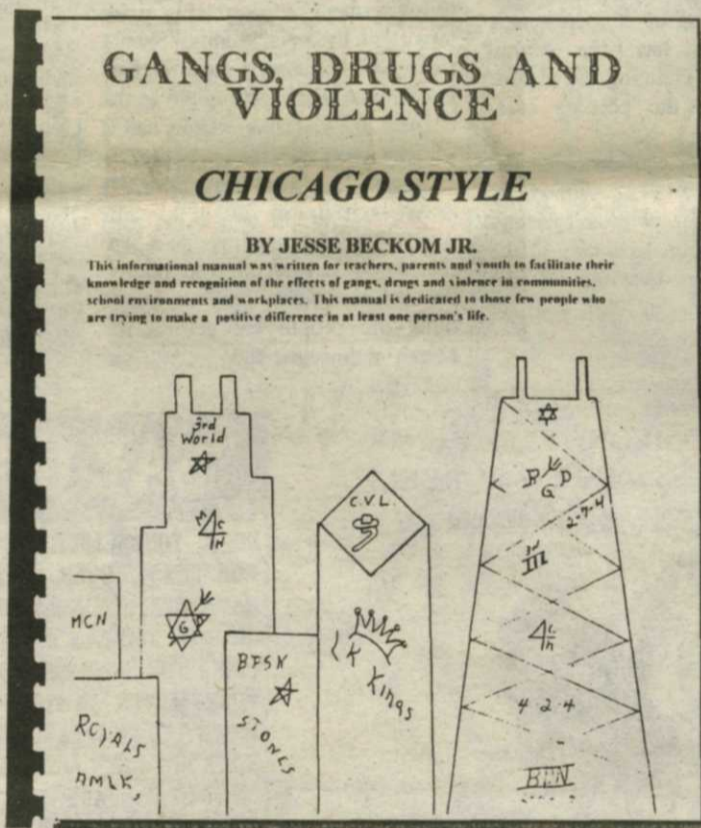 GANGS, DRUGS AND
VIOLENCE
CHICAGO STYLE
BY JESSE BECKOM JR.
This informational manual was written for teachers, parents and youth to facilitate their
knowledge and recognition of the effects of gangs, drugs and violence in communities,
school environments and workplaces. This manual is dedicated to those few people who
are trying to make a positive difference in at least one person's life.
3rd
World
C.V.L.
G
R G D
2-7-4
III
MCN
G
BPSN
STONES
LK
Kings
4 2 4
ROYALS